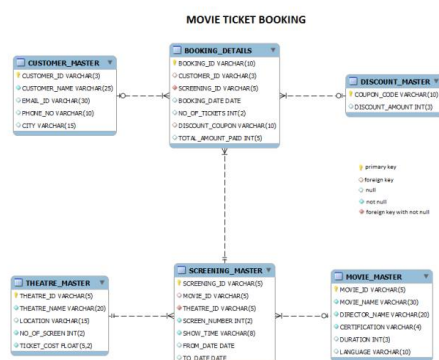 MOVIE TICKET BOOKING
CUSTOMER_MASTER
CUSTOMER_ID VARCHAR(3)
CUSTOMER_NAME VARCHAR(25)
EMAIL_ID VARCHAR(30)
PHONE_NO VARCHAR(10)
CITY VARCHAR(15)
BOOKING_DETAILS
BOOKING_ID VARCHAR(10)
CUSTOMER_ID VARCHAR(3)
SCREENING_ID VARCHAR(5)
BOOKING_DATE DATE
NO_OF_TICKETS INT(2)
DISCOUNT_COUPON VARCHAR(10)
TOTAL_AMOUNT_PAID INT(5)
DISCOUNT_MASTER
COUPON_CODE VARCHAR(10)
DISCOUNT_AMOUNT INT(3)
primary key
foreign key
null
not null
foreign key with not null
THEATRE_MASTER
THEATRE_ID VARCHAR(5)
THEATRE_NAME VARCHAR(20)
LOCATION VARCHAR(15)
NO_OF_SCREEN INT(2)
TICKET_COST FLOAT(5,2)
SCREENING_MASTER
SCREENING_ID VARCHAR(5)
MOVIE_ID VARCHAR(5)
THEATRE_ID VARCHAR(5)
SCREEN_NUMBER INT(2)
SHOW_TIME VARCHAR(8)
FROM_DATE DATE
TO_DATE DATE
MOVIE_MASTER
MOVIE_ID VARCHAR(5)
MOVIE_NAME VARCHAR(30)
DIRECTOR_NAME VARCHAR(20)
CERTIFICATION VARCHAR(4)
DURATION INT(3)
LANGUAGE VARCHAR(10)